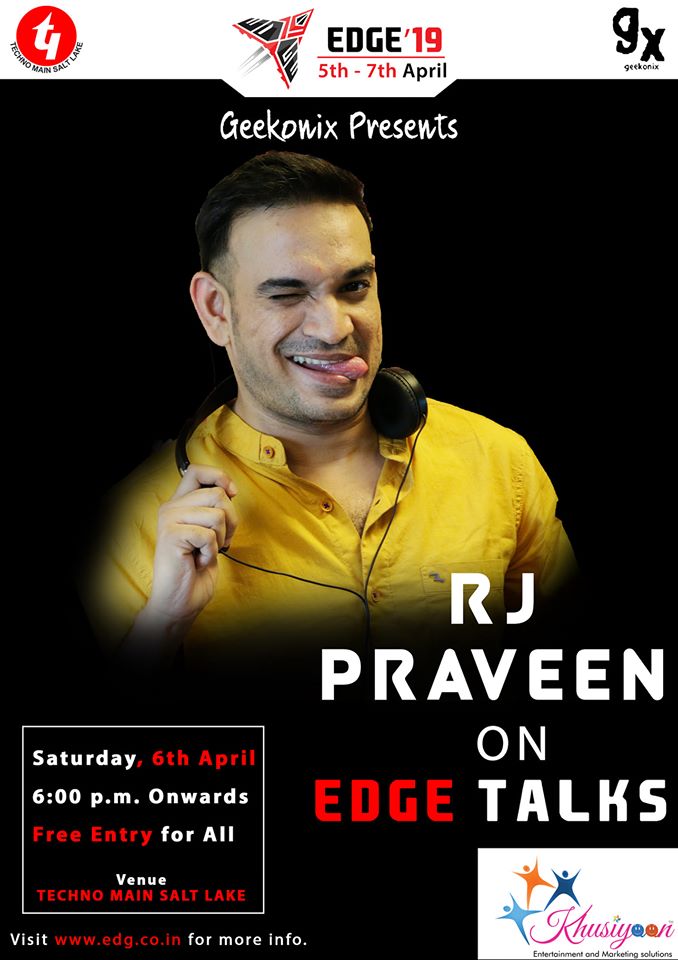 TECHNO MAIN SALT LAKE
EDGE'19
5th - 7th April
gx
geekonix
Geekonix Presents
RJ
PRAVEEN
ON
EDGE TALKS
Saturday, 6th April
6:00 p.m. Onwards
Free Entry for All
Venue
TECHNO MAIN SALT LAKE
Visit www.edg.co.in for more info.
Khusiyaan
Entertainment and Marketing solutions